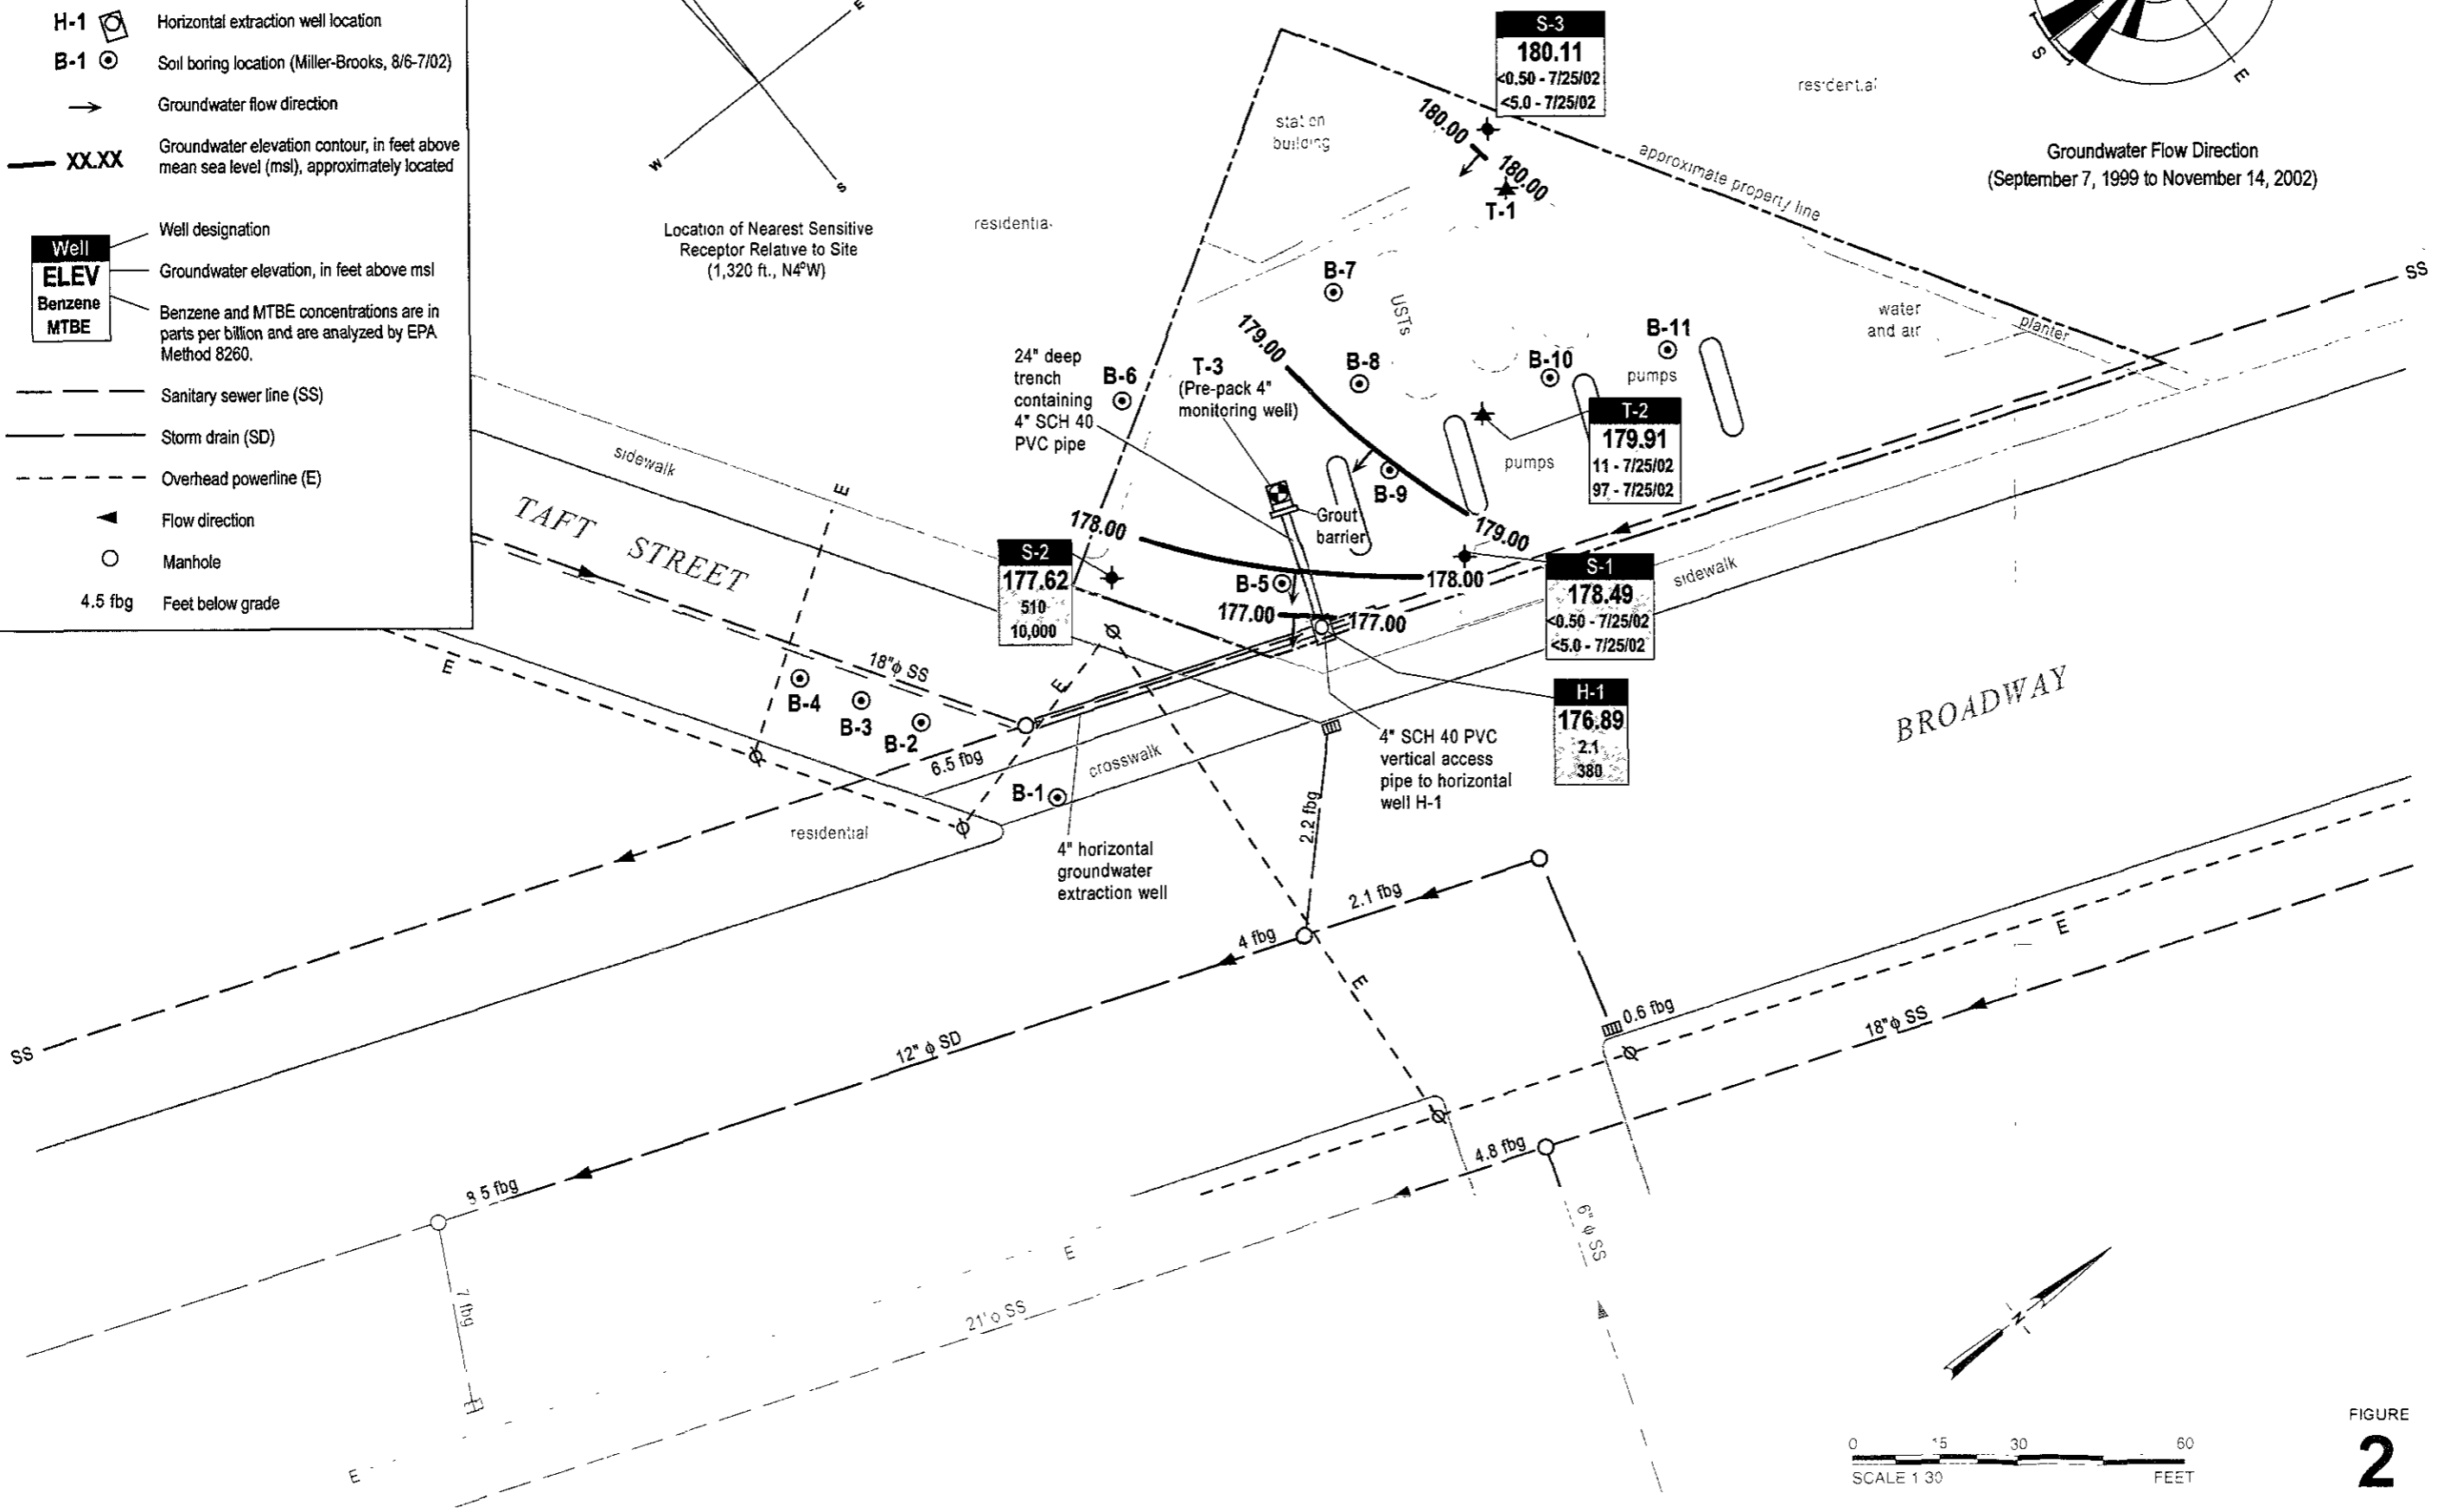 H-1 Horizontal extraction well location
B-1 Soil boring location (Miller-Brooks, 8/6-7/02)
Groundwater flow direction
XX.XX Groundwater elevation contour, in feet above
mean sea level (msl), approximately located
Well
ELEV
Benzene
MTBE
Well designation
Groundwater elevation, in feet above msl
Benzene and MTBE concentrations are in
parts per billion and are analyzed by EPA
Method 8260.
Sanitary sewer line (SS)
Storm drain (SD)
Overhead powerline (E)
Flow direction
Manhole
4.5 fbg Feet below grade
E
W
S
Location of Nearest Sensitive
Receptor Relative to Site
(1,320 ft., N4°W)
S
E
Groundwater Flow Direction
(September 7, 1999 to November 14, 2002)
residential
residential
station
building
S-3
180.11
<0.50 - 7/25/02
<5.0 - 7/25/02
180.00
180.00
T-1
approximate property line
B-7
USTs
water
and air
planter
SS
179.00
B-8
B-10
B-11
pumps
24" deep
trench
containing
4" SCH 40
PVC pipe
B-6
T-3
(Pre-pack 4"
monitoring well)
T-2
179.91
11 - 7/25/02
97 - 7/25/02
pumps
B-9
Grout
barrier
179.00
178.00
178.00
S-2
177.62
510
10,000
B-5
177.00
177.00
S-1
178.49
<0.50 - 7/25/02
<5.0 - 7/25/02
sidewalk
H-1
176.89
2.1
380
4" SCH 40 PVC
vertical access
pipe to horizontal
well H-1
sidewalk
TAFT STREET
E
E
E
18"ϕ SS
B-4
B-3
B-2
6.5 fbg
crosswalk
B-1
residential
4" horizontal
groundwater
extraction well
BROADWAY
2.2 fbg
2.1 fbg
4 fbg
E
E
0.6 fbg
18"ϕ SS
SS
12" ϕ SD
4.8 fbg
6" ϕ SS
8 5 fbg
7 fbg
E
21'ϕ SS
E
N
0 15 30 60
SCALE 1 30 FEET
FIGURE
2